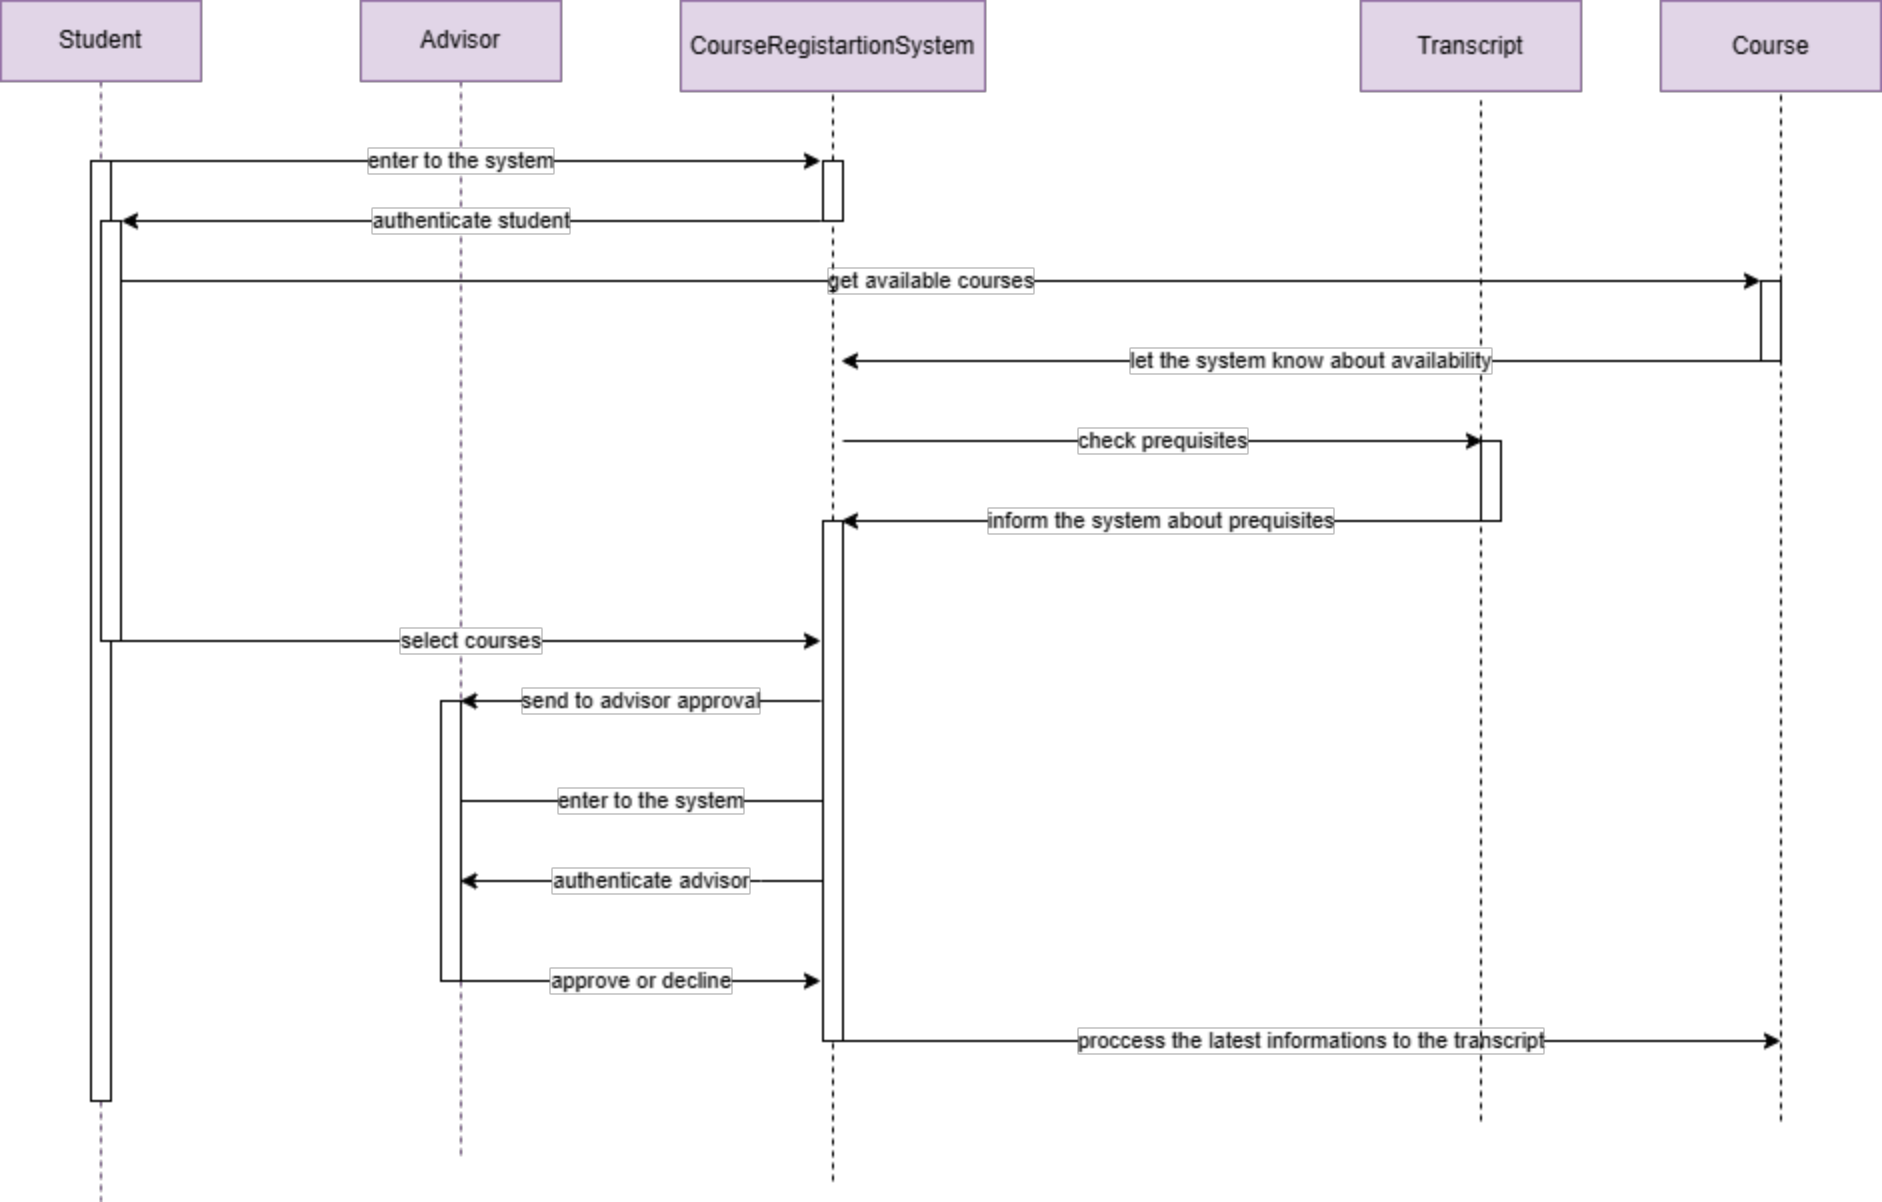 Student
Advisor
CourseRegistartionSystem
Transcript
Course
enter to the system
authenticate student
get available courses
let the system know about availability
check prequisites
inform the system about prequisites
select courses
send to advisor approval
enter to the system
authenticate advisor
approve or decline
proccess the latest informations to the transcript